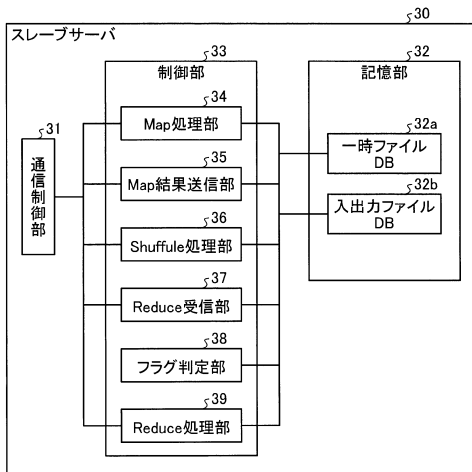 30
スレーブサーバ
33
制御部
32
記憶部
31
通信制御部
34
Map処理部
35
Map結果送信部
36
Shuffule処理部
37
Reduce受信部
38
フラグ判定部
39
Reduce処理部
32a
一時ファイル
DB
32b
入出力ファイル
DB